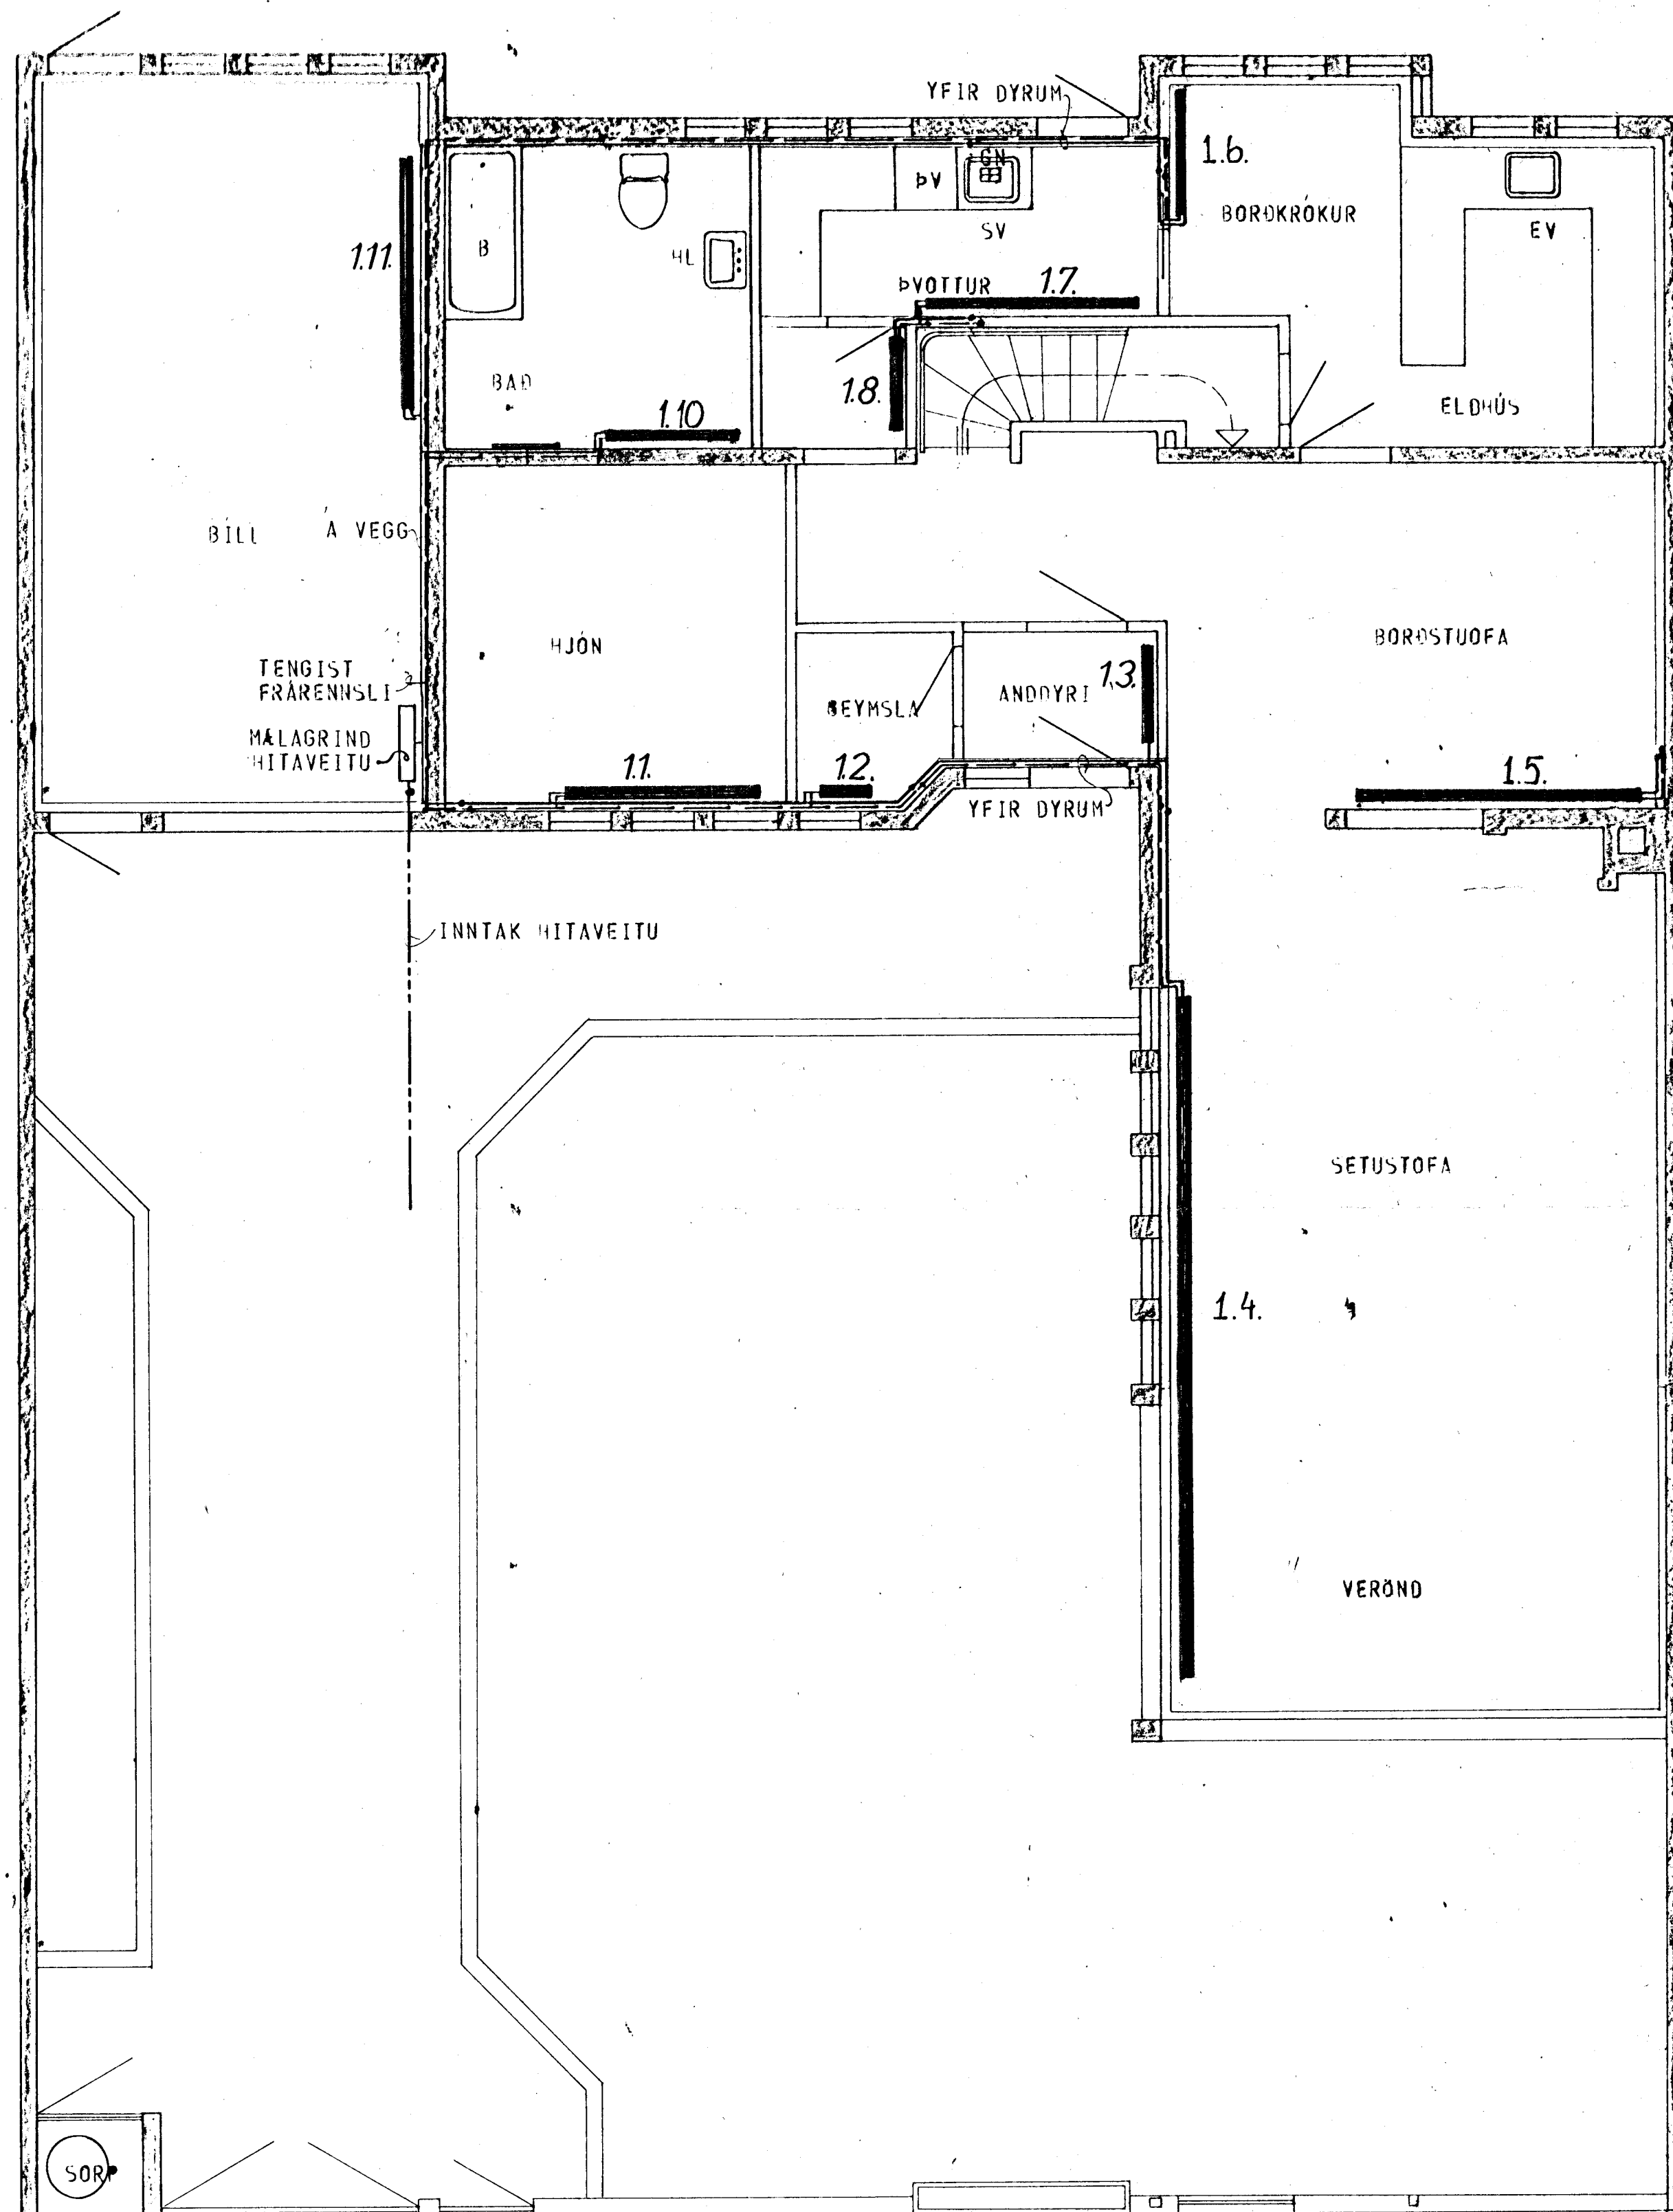 YFIR DYRUM
GN
ÞV
SV
1.6.
BORÐKRÓKUR
EV
1.11.
B
HL
ÞVOTTUR
1.7.
BAÐ
1.10
1.8.
ELDHÚS
BÍLL
Á VEGG
HJÓN
BORÐSTUOFA
TENGIST
FRÁRENNSLI
GEYMSLA
ANDDYRI
1.3.
MÆLAGRIND
HITAVEITU
1.1.
1.2.
1.5.
YFIR DYRUM
INNTAK HITAVEITU
SETUSTOFA
1.4.
VERÖND
SORP